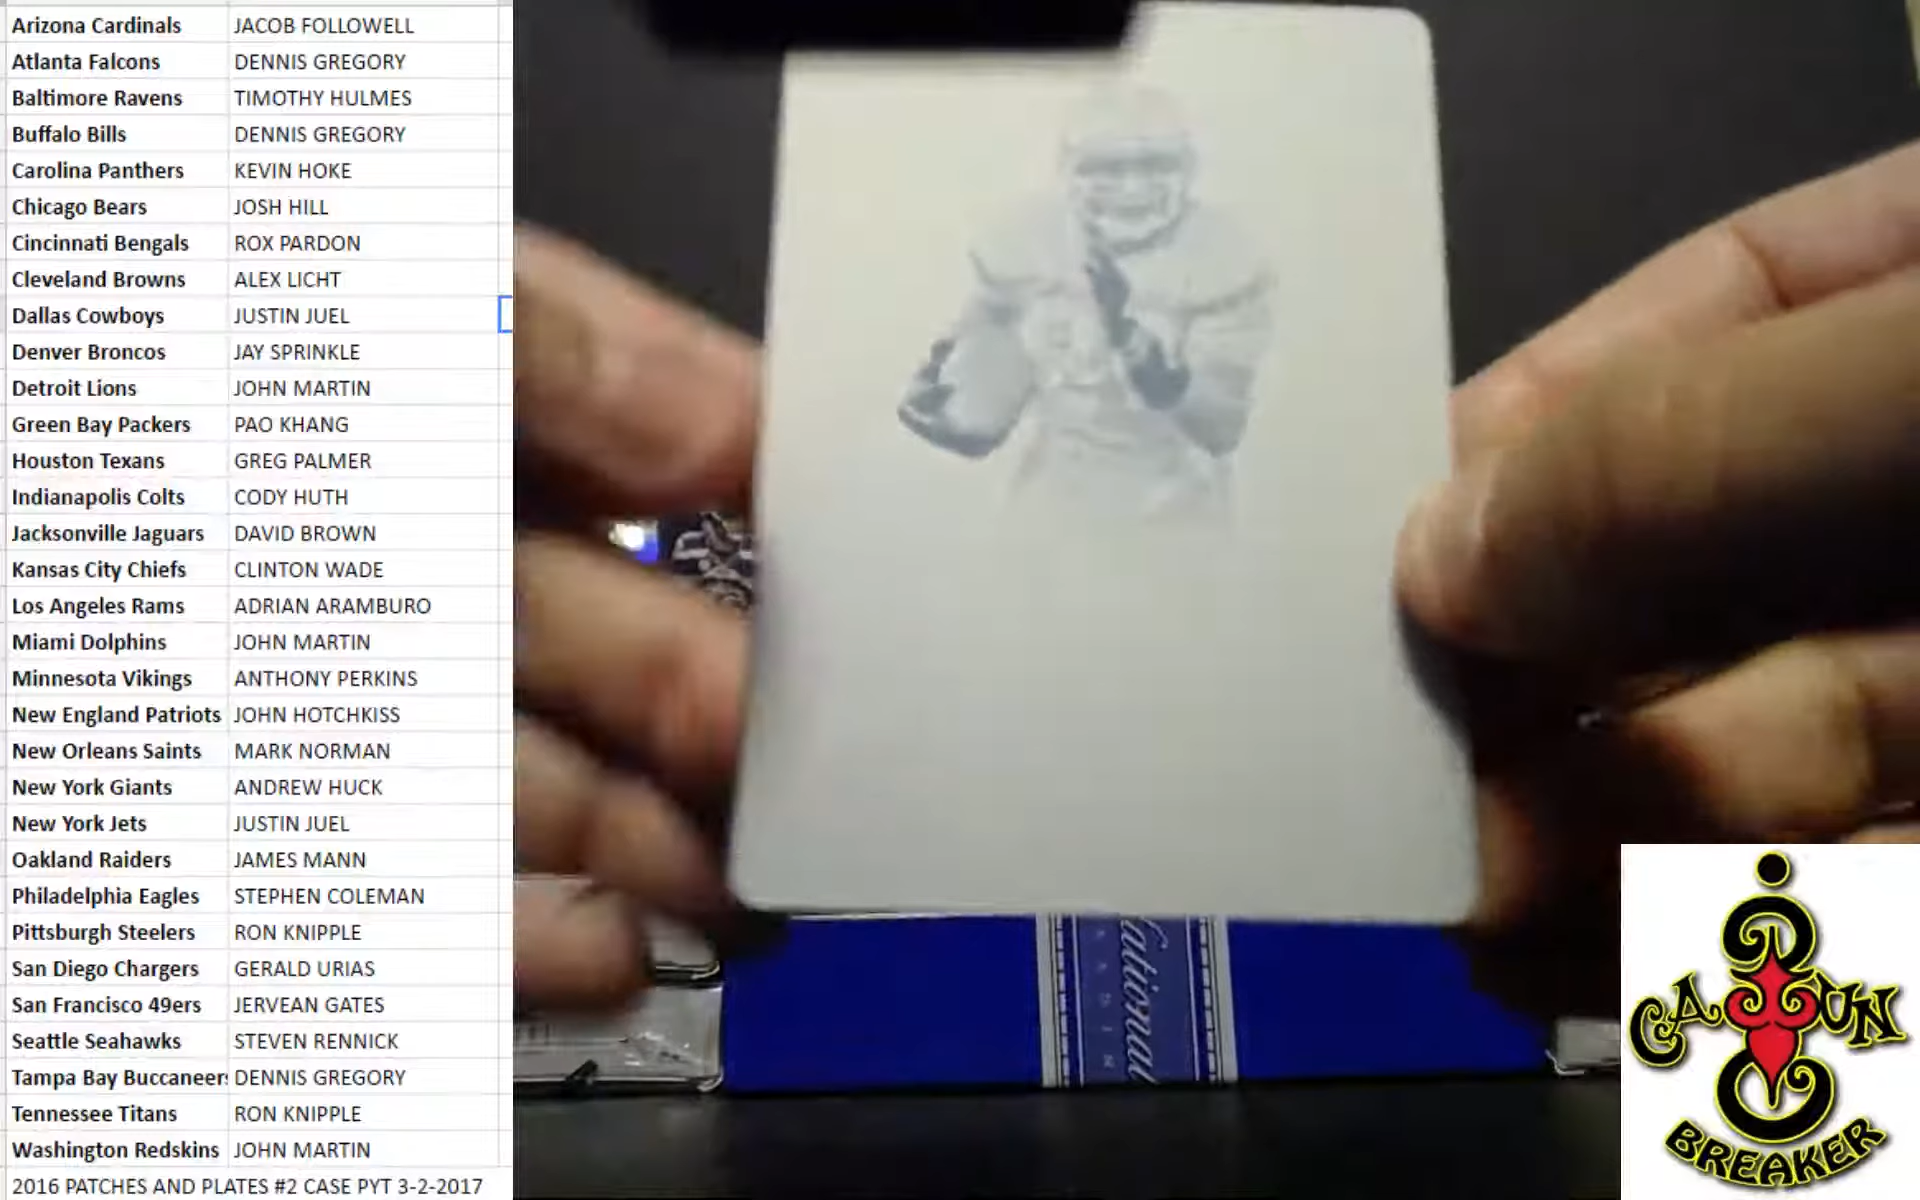 Arizona Cardinals JACOB FOLLOWELL
Atlanta Falcons DENNIS GREGORY
Baltimore Ravens TIMOTHY HULMES
Buffalo Bills DENNIS GREGORY
Carolina Panthers KEVIN HOKE
Chicago Bears JOSH HILL
Cincinnati Bengals ROX PARDON
Cleveland Browns ALEX LICHT
Dallas Cowboys JUSTIN JUEL
Denver Broncos JAY SPRINKLE
Detroit Lions JOHN MARTIN
Green Bay Packers PAO KHANG
Houston Texans GREG PALMER
Indianapolis Colts CODY HUTH
Jacksonville Jaguars DAVID BROWN
Kansas City Chiefs CLINTON WADE
Los Angeles Rams ADRIAN ARAMBURO
Miami Dolphins JOHN MARTIN
Minnesota Vikings ANTHONY PERKINS
New England Patriots JOHN HOTCHKISS
New Orleans Saints MARK NORMAN
New York Giants ANDREW HUCK
New York Jets JUSTIN JUEL
Oakland Raiders JAMES MANN
Philadelphia Eagles STEPHEN COLEMAN
Pittsburgh Steelers RON KNIPPLE
San Diego Chargers GERALD URIAS
San Francisco 49ers JERVEAN GATES
Seattle Seahawks STEVEN RENNICK
Tampa Bay Buccaneers DENNIS GREGORY
Tennessee Titans RON KNIPPLE
Washington Redskins JOHN MARTIN
2016 PATCHES AND PLATES #2 CASE PYT 3-2-2017
National
CAJUN
BREAKER